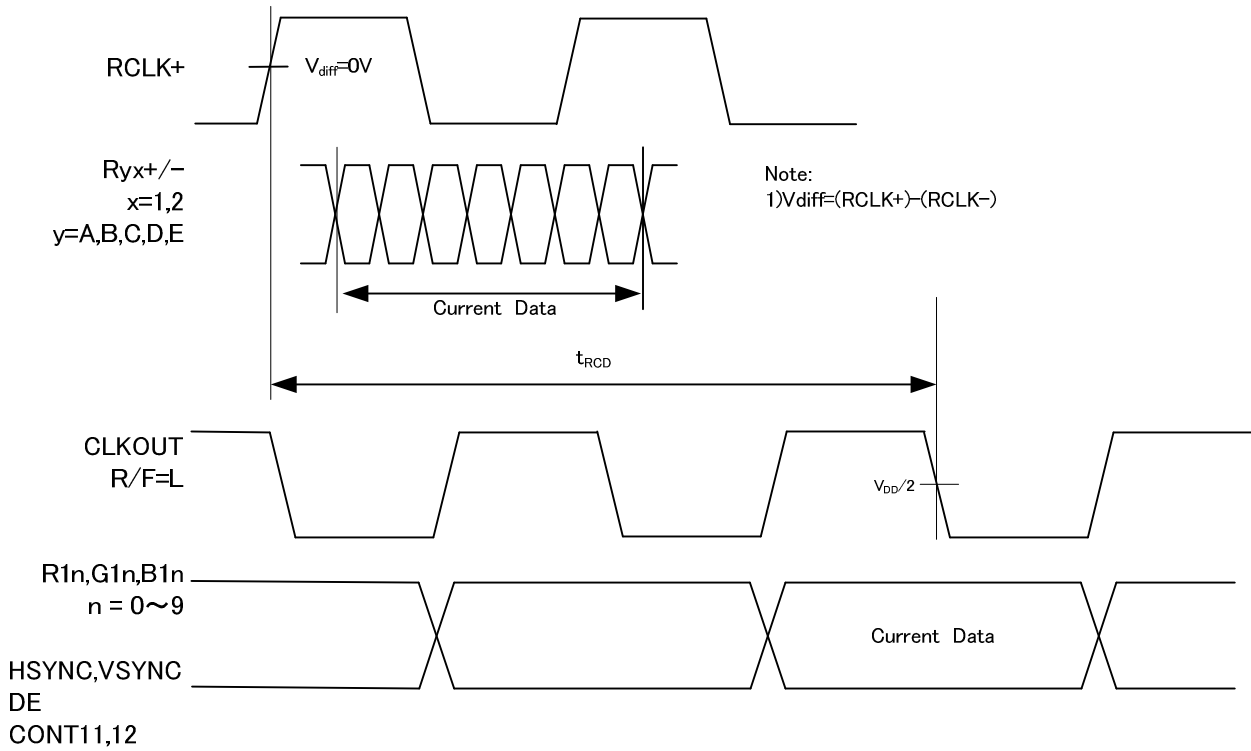 RCLK+
Vdiff=0V
Ryx+/-
x=1,2
y=A,B,C,D,E
Note:
1)Vdiff=(RCLK+)-(RCLK-)
Current Data
tRCD
CLKOUT
R/F=L
VDD/2
R1n,G1n,B1n
n = 0～9
Current Data
HSYNC,VSYNC
DE
CONT11,12